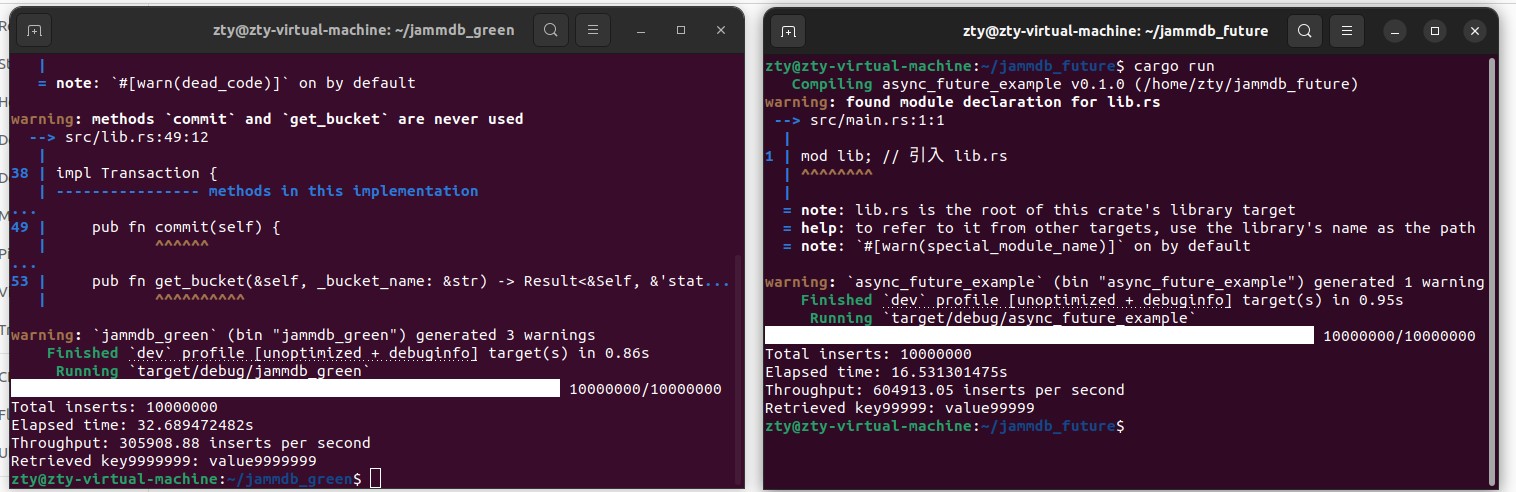 zty@zty-virtual-machine: ~/jammdb_green
|
= note: `#[warn(dead_code)]` on by default
warning: methods `commit` and `get_bucket` are never used
--> src/lib.rs:49:12
|
38 | impl Transaction {
| ---------------- methods in this implementation
...
49 |     pub fn commit(self) {
|            ^^^^^^
...
53 |     pub fn get_bucket(&self, _bucket_name: &str) -> Result<&Self, &'stat...
|            ^^^^^^^^^^
warning: `jammdb_green` (bin "jammdb_green") generated 3 warnings
Finished `dev` profile [unoptimized + debuginfo] target(s) in 0.86s
Running `target/debug/jammdb_green`
10000000/10000000
Total inserts: 10000000
Elapsed time: 32.689472482s
Throughput: 305908.88 inserts per second
Retrieved key9999999: value9999999
zty@zty-virtual-machine:~/jammdb_green$
zty@zty-virtual-machine: ~/jammdb_future
zty@zty-virtual-machine:~/jammdb_future$ cargo run
Compiling async_future_example v0.1.0 (/home/zty/jammdb_future)
warning: found module declaration for lib.rs
--> src/main.rs:1:1
|
1 | mod lib; // 引入 lib.rs
| ^^^^^^^^
|
= note: lib.rs is the root of this crate's library target
= help: to refer to it from other targets, use the library's name as the path
= note: `#[warn(special_module_name)]` on by default
warning: `async_future_example` (bin "async_future_example") generated 1 warning
Finished `dev` profile [unoptimized + debuginfo] target(s) in 0.95s
Running `target/debug/async_future_example`
10000000/10000000
Total inserts: 10000000
Elapsed time: 16.531301475s
Throughput: 604913.05 inserts per second
Retrieved key99999: value99999
zty@zty-virtual-machine:~/jammdb_future$